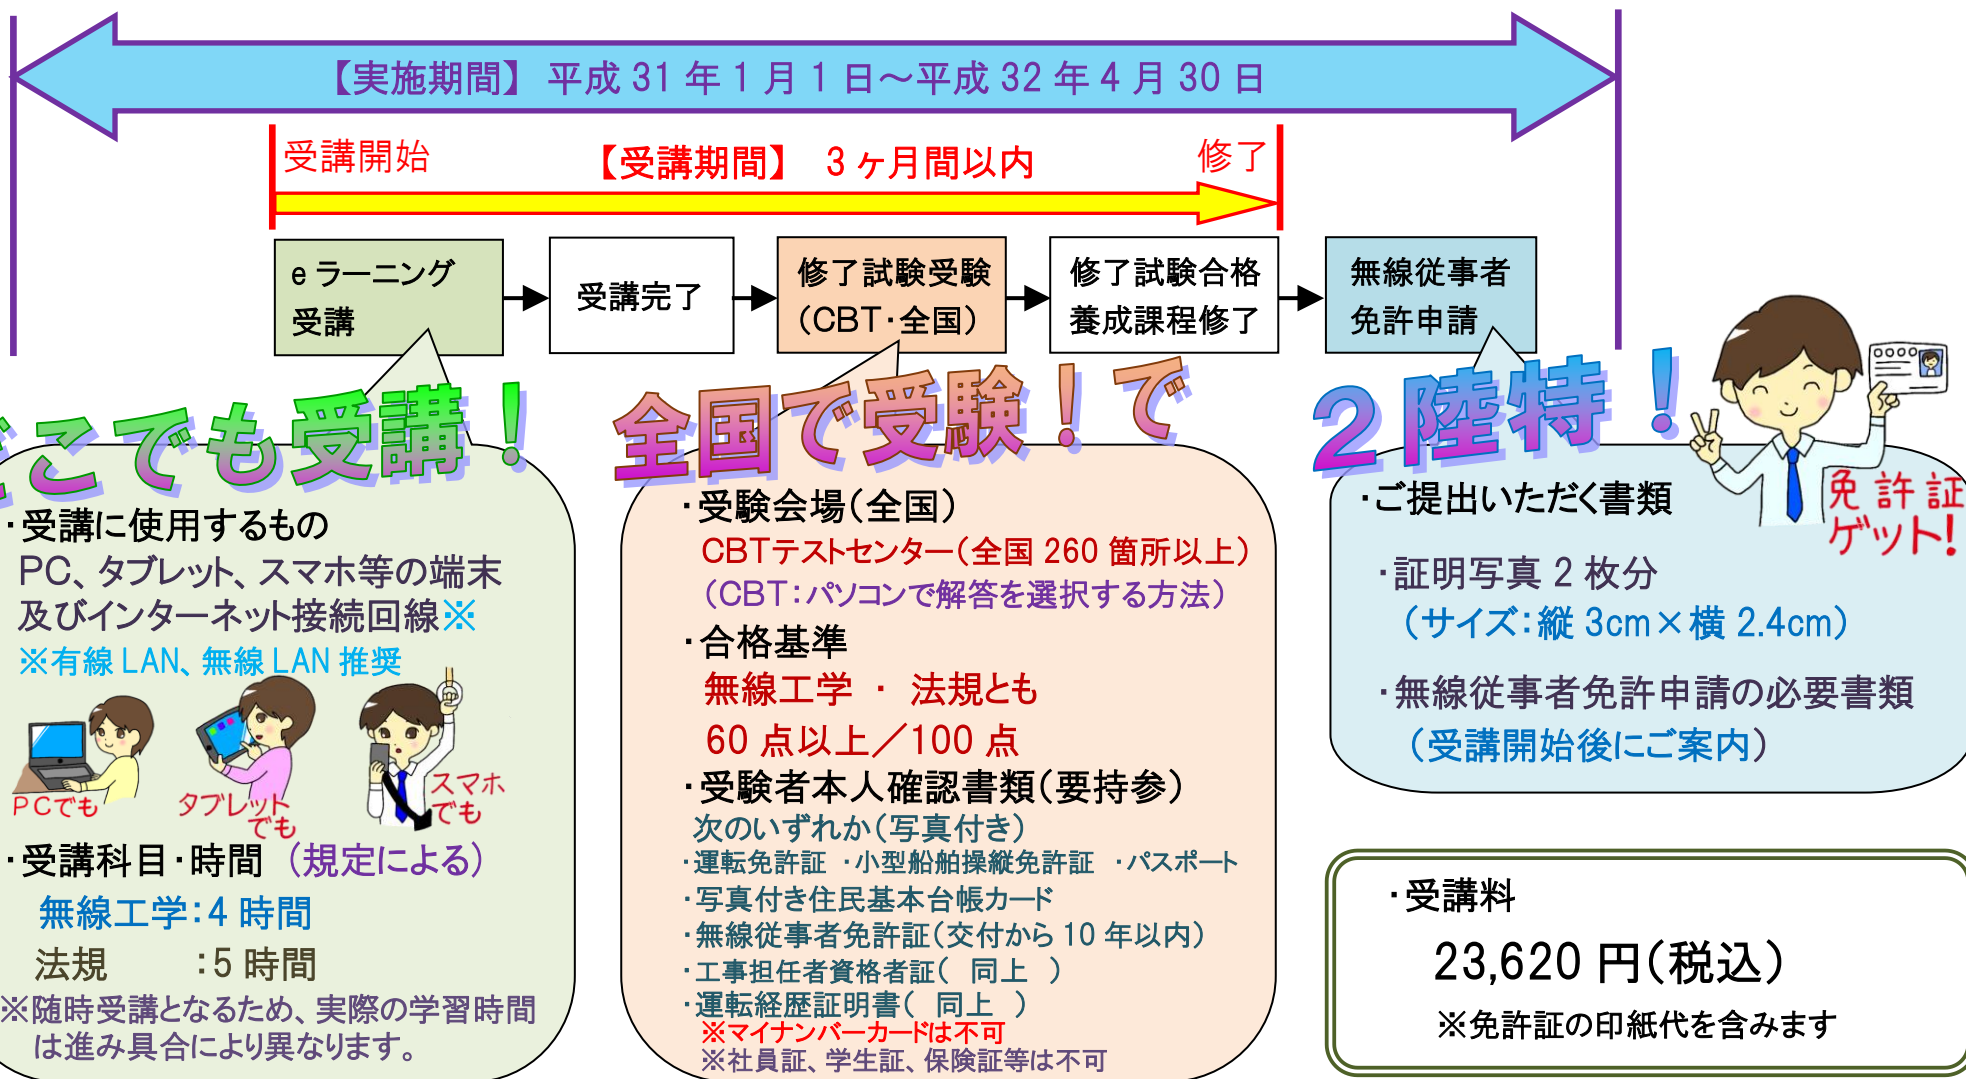 【実施期間】 平成 31 年 1 月 1 日～平成 32 年 4 月 30 日
受講開始 【受講期間】 3 ヶ月間以内 修了
e ラーニング
受講
受講完了
修了試験受験
(CBT・全国)
修了試験合格
養成課程修了
無線従事者
免許申請
どこでも受講！
・受講に使用するもの
PC、タブレット、スマホ等の端末
及びインターネット接続回線※
※有線 LAN、無線 LAN 推奨
PCでも
タブレット
でも
スマホ
でも
・受講科目・時間 (規定による)
無線工学：4 時間
法規 ：5 時間
※随時受講となるため、実際の学習時間
は進み具合により異なります。
全国で受験！で
・受験会場(全国)
CBTテストセンター(全国 260 箇所以上)
(CBT：パソコンで解答を選択する方法)
・合格基準
無線工学 ・ 法規とも
60 点以上／100 点
・受験者本人確認書類(要持参)
次のいずれか(写真付き)
・運転免許証 ・小型船舶操縦免許証 ・パスポート
・写真付き住民基本台帳カード
・無線従事者免許証(交付から 10 年以内)
・工事担任者資格者証( 同上 )
・運転経歴証明書( 同上 )
※マイナンバーカードは不可
※社員証、学生証、保険証等は不可
２陸特！
免許証
ゲット!
・ご提出いただく書類
・証明写真 2 枚分
(サイズ：縦 3cm×横 2.4cm)
・無線従事者免許申請の必要書類
(受講開始後にご案内)
・受講料
23,620 円(税込)
※免許証の印紙代を含みます